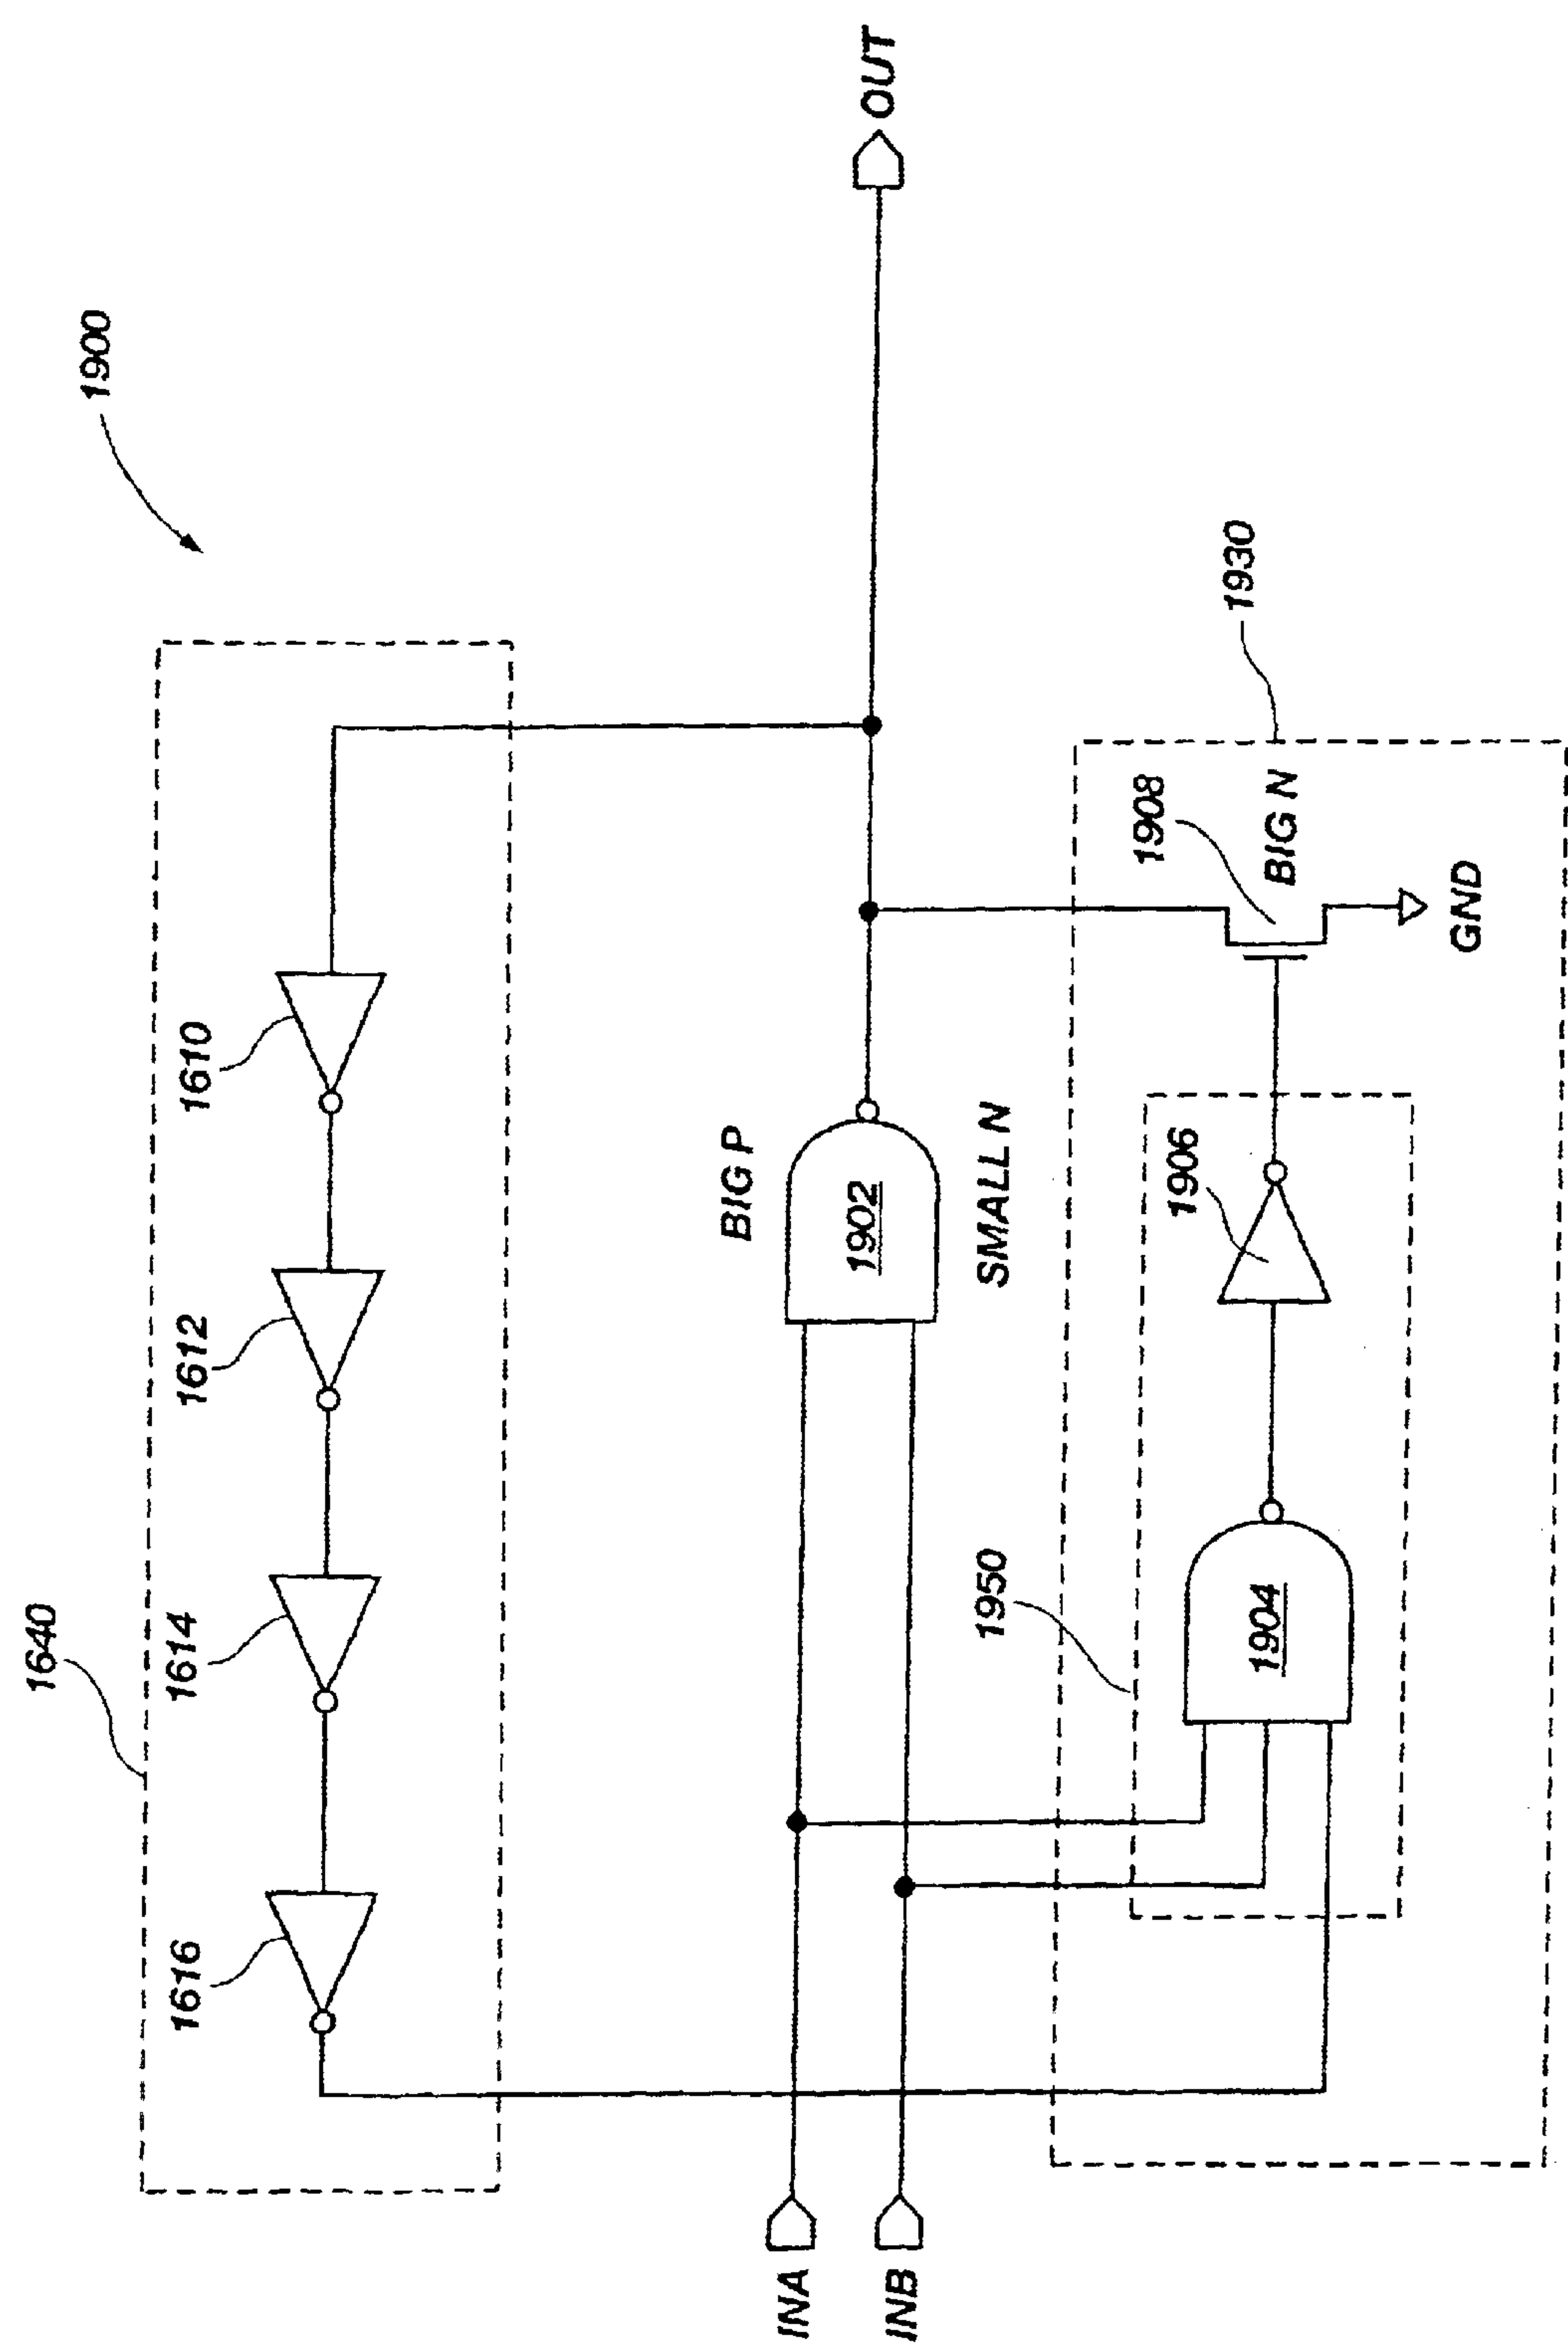 1900
1640
1616
1614
1612
1610
BIG P
1902
SMALL N
OUT
INA
INB
1950
1904
1906
1908
BIG N
1930
GND